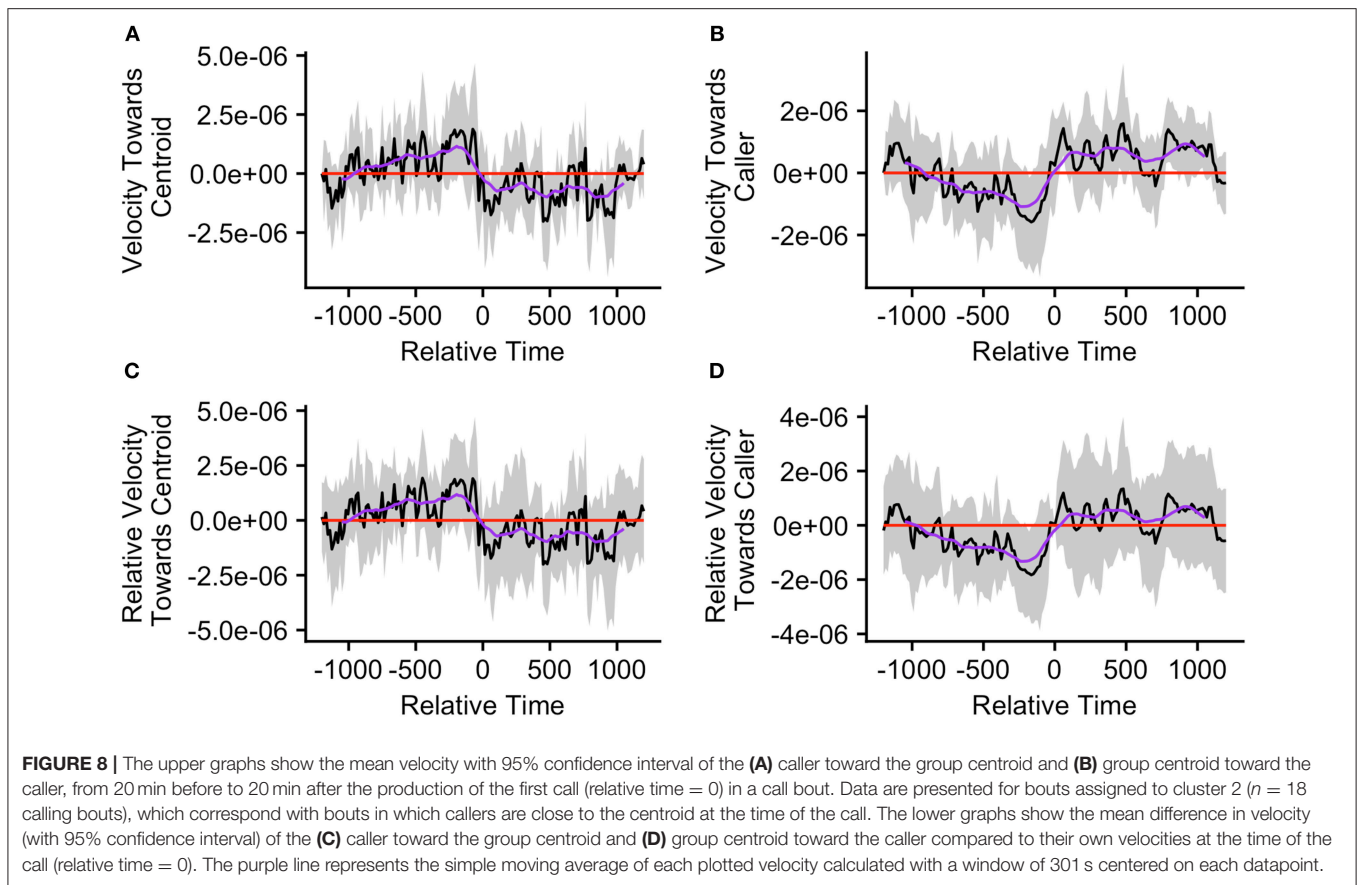 A
Velocity Towards
Centroid
5.0e-06
2.5e-06
0.0e+00
-2.5e-06
-1000 -500 0 500 1000
Relative Time
B
Velocity Towards
Caller
2e-06
0e+00
-2e-06
-1000 -500 0 500 1000
Relative Time
C
Relative Velocity
Towards Centroid
5.0e-06
2.5e-06
0.0e+00
-2.5e-06
-5.0e-06
-1000 -500 0 500 1000
Relative Time
D
Relative Velocity
Towards Caller
4e-06
2e-06
0e+00
-2e-06
-4e-06
-1000 -500 0 500 1000
Relative Time
FIGURE 8 | The upper graphs show the mean velocity with 95% confidence interval of the (A) caller toward the group centroid and (B) group centroid toward the
caller, from 20 min before to 20 min after the production of the first call (relative time = 0) in a call bout. Data are presented for bouts assigned to cluster 2 (n = 18
calling bouts), which correspond with bouts in which callers are close to the centroid at the time of the call. The lower graphs show the mean difference in velocity
(with 95% confidence interval) of the (C) caller toward the group centroid and (D) group centroid toward the caller compared to their own velocities at the time of the
call (relative time = 0). The purple line represents the simple moving average of each plotted velocity calculated with a window of 301 s centered on each datapoint.